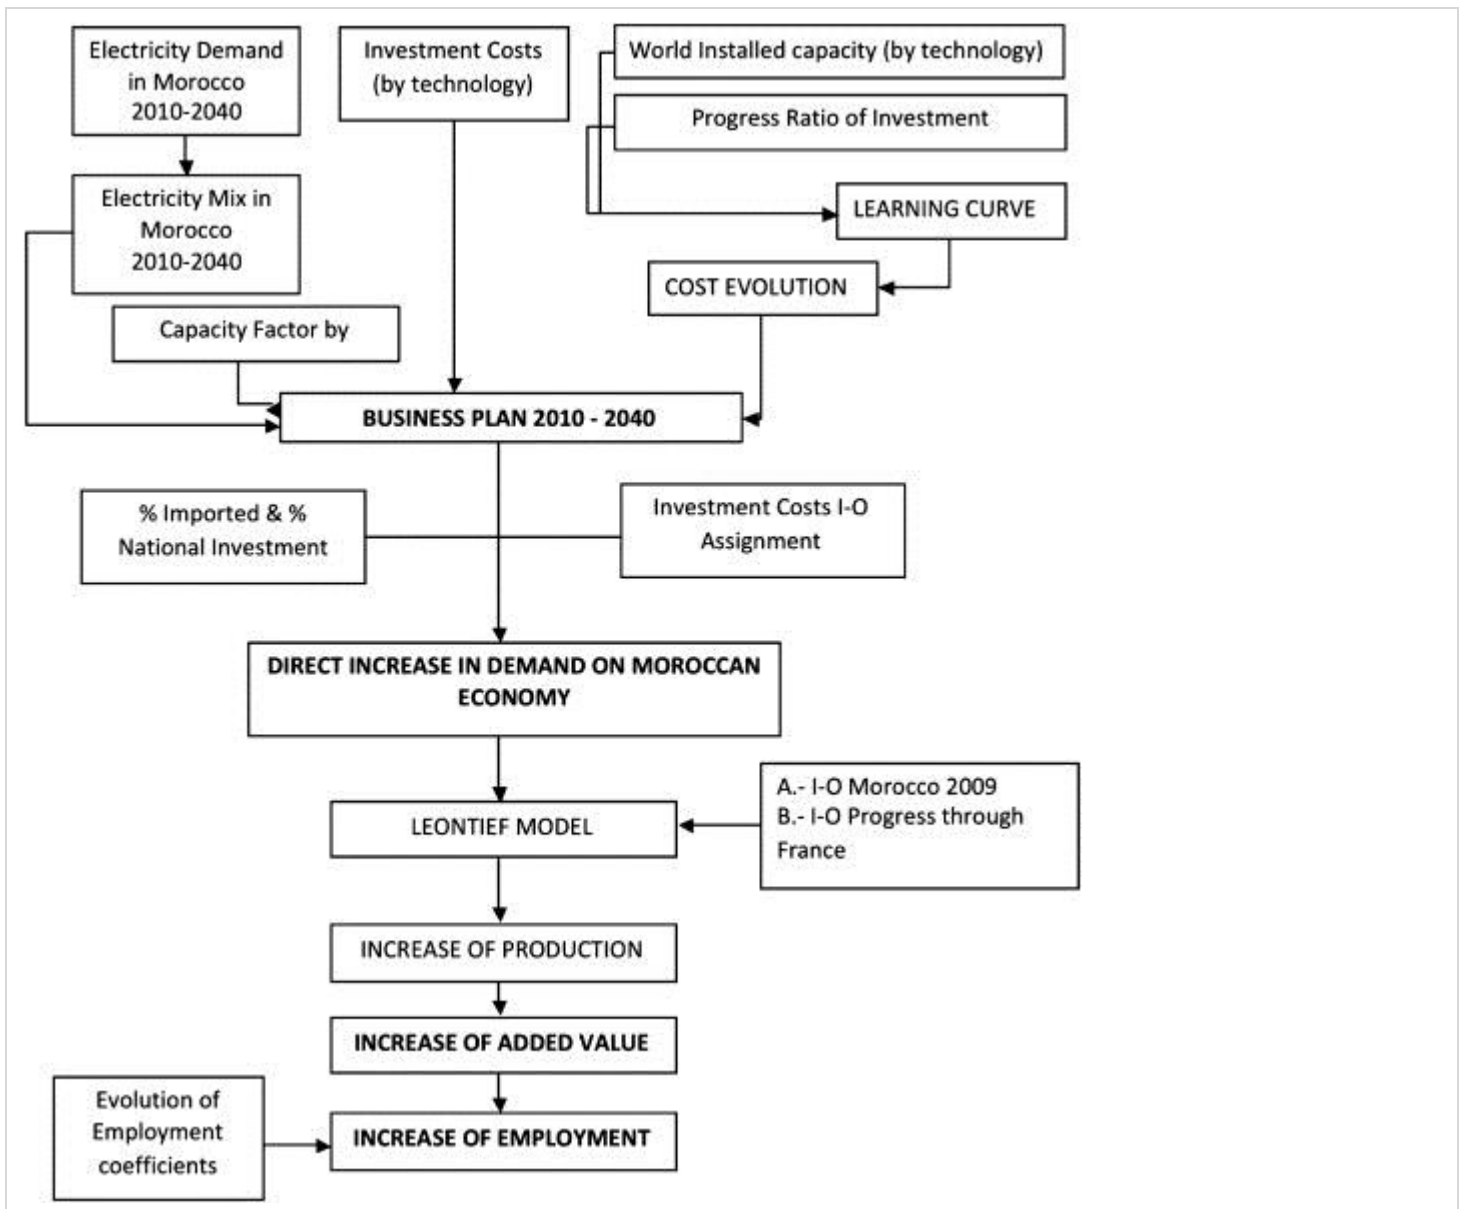 Electricity Demand
in Morocco
2010-2040
Investment Costs
(by technology)
World Installed capacity (by technology)
Progress Ratio of Investment
Electricity Mix in
Morocco
2010-2040
LEARNING CURVE
COST EVOLUTION
Capacity Factor by
BUSINESS PLAN 2010 - 2040
% Imported & %
National Investment
Investment Costs I-O
Assignment
DIRECT INCREASE IN DEMAND ON MOROCCAN
ECONOMY
LEONTIEF MODEL
A.- I-O Morocco 2009
B.- I-O Progress through
France
INCREASE OF PRODUCTION
INCREASE OF ADDED VALUE
Evolution of
Employment
coefficients
INCREASE OF EMPLOYMENT